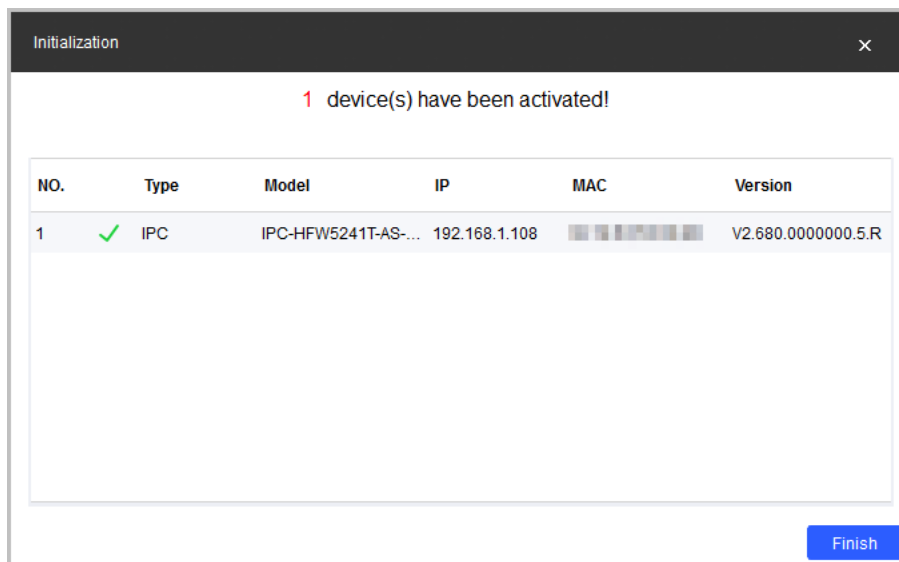 Initialization
1 device(s) have been activated!
NO. Type Model IP MAC Version
1 IPC IPC-HFW5241T-AS-... 192.168.1.108 V2.680.0000000.5.R
Finish